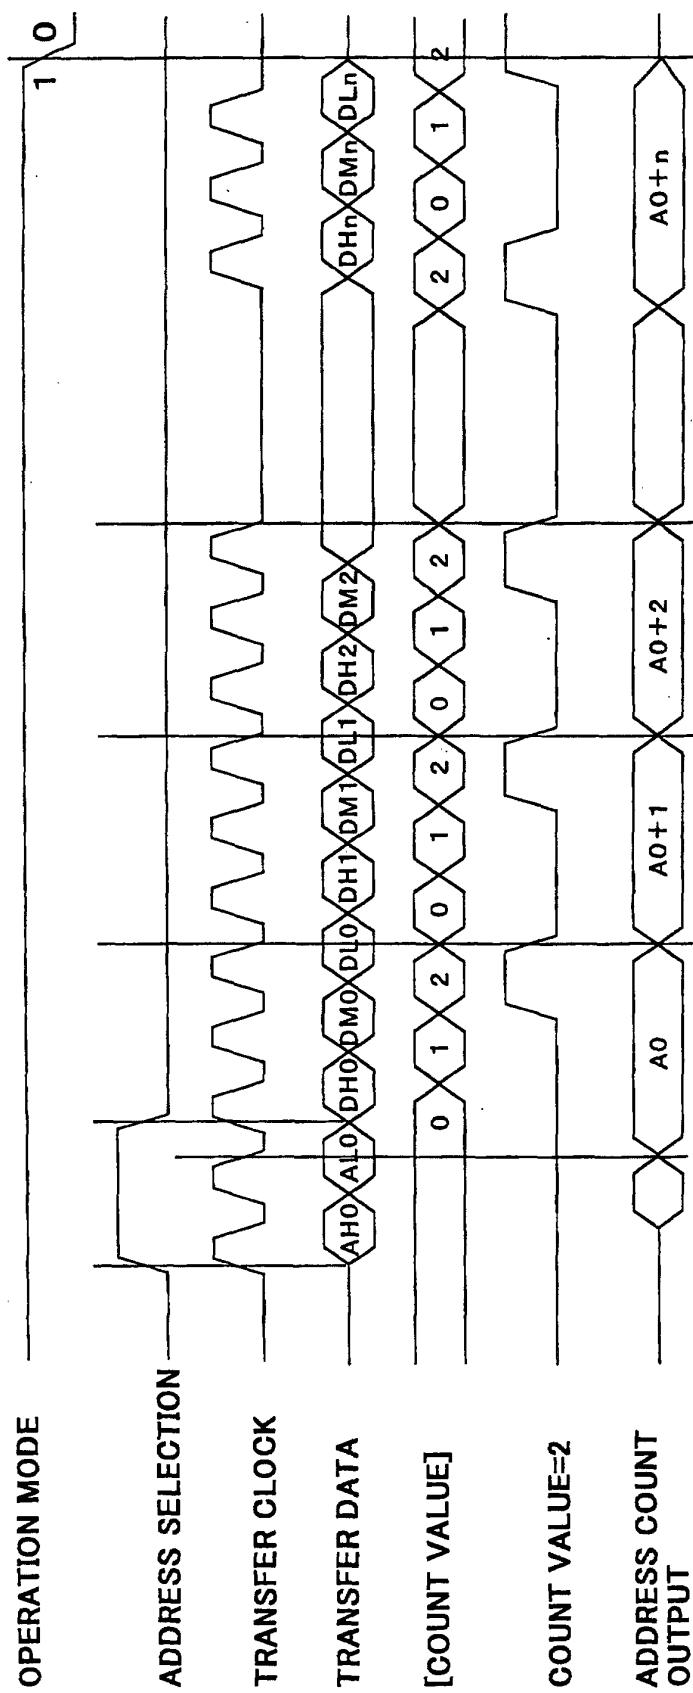 OPERATION MODE 1 0
ADDRESS SELECTION
TRANSFER CLOCK
TRANSFER DATA AH0 AL0 DH0 DM0 DL0 DH1 DM1 DL1 DH2 DM2 DHn DMn DLn
[COUNT VALUE] 0 1 2 0 1 2 0 1 2 2 0 1 2
COUNT VALUE=2
ADDRESS COUNT
OUTPUT A0 A0+1 A0+2 A0+n